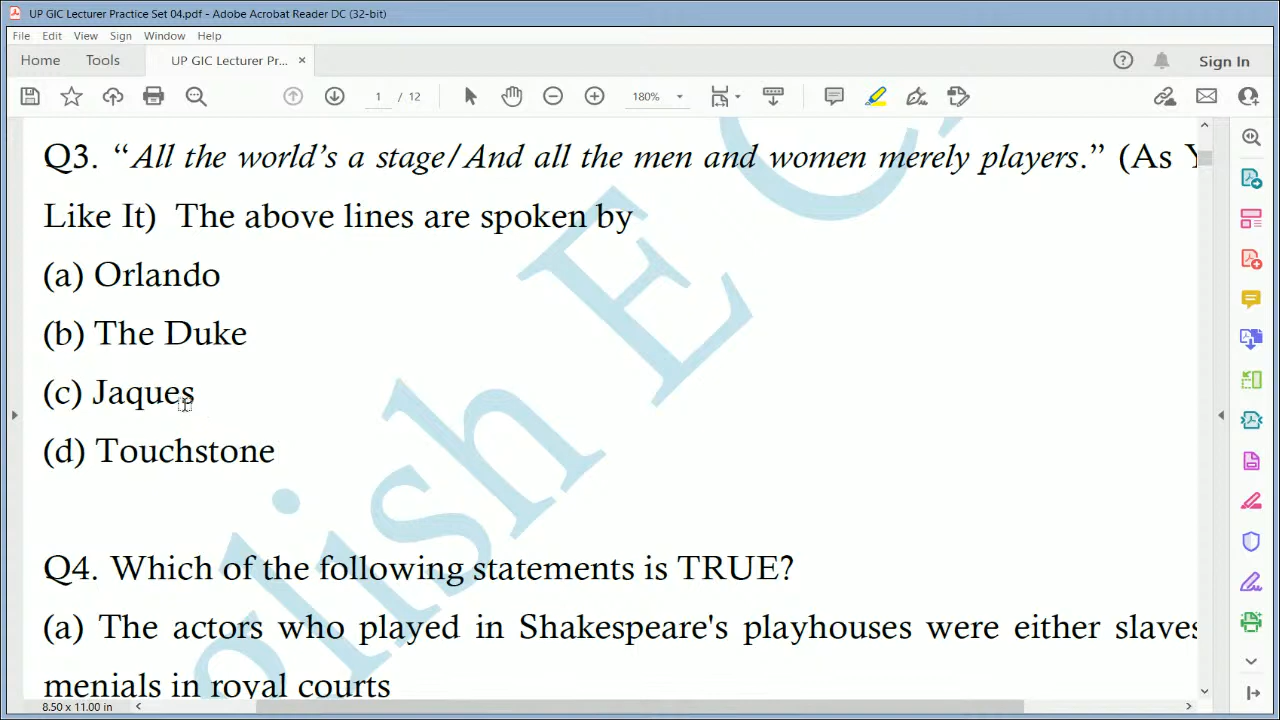 UP GIC Lecturer Practice Set 04.pdf - Adobe Acrobat Reader DC (32-bit)
File Edit View Sign Window Help
Home Tools UP GIC Lecturer Pr... × Sign In
1 / 12 180%
Q3. “All the world’s a stage/And all the men and women merely players.” (As Y
Like It) The above lines are spoken by
(a) Orlando
(b) The Duke
(c) Jaques
(d) Touchstone
Q4. Which of the following statements is TRUE?
(a) The actors who played in Shakespeare's playhouses were either slaves
menials in royal courts
8.50 x 11.00 in